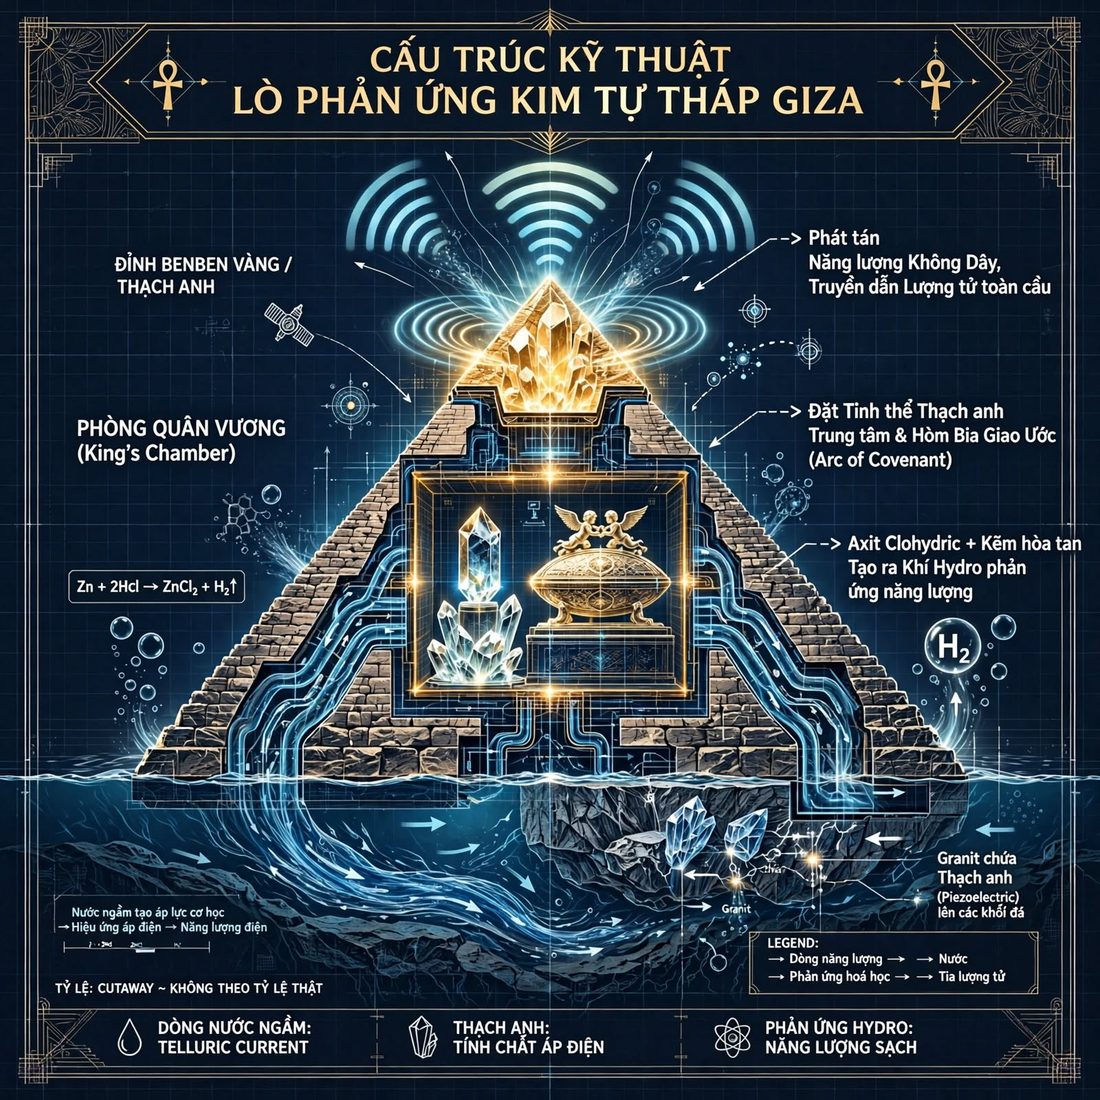 CẤU TRÚC KỸ THUẬT
LÒ PHẢN ỨNG KIM TỰ THÁP GIZA
ĐỈNH BENBEN VÀNG /
THẠCH ANH
Phát tán
Năng lượng Không Dây,
Truyền dẫn Lượng tử toàn cầu
PHÒNG QUÂN VƯƠNG
(King's Chamber)
Đặt Tinh thể Thạch anh
Trung tâm & Hòm Bia Giao Ước
(Arc of Covenant)
Axit Clohydric + Kẽm hòa tan
Tạo ra Khí Hydro phản
ứng năng lượng
Zn + 2Hcl → ZnCl₂ + H₂↑
H₂
Granit chứa
Thạch anh
(Piezoelectric)
lên các khối đá
Granit
Nước ngầm tạo áp lực cơ học
→ Hiệu ứng áp điện → Năng lượng điện
LEGEND:
→ Dòng năng lượng → → Nước
→ Phản ứng hoá học → → Tia lượng tử
TỶ LỆ: CUTAWAY ~ KHÔNG THEO TỶ LỆ THẬT
DÒNG NƯỚC NGẦM:
TELLURIC CURRENT
THẠCH ANH:
TÍNH CHẤT ÁP ĐIỆN
PHẢN ỨNG HYDRO:
NĂNG LƯỢNG SẠCH